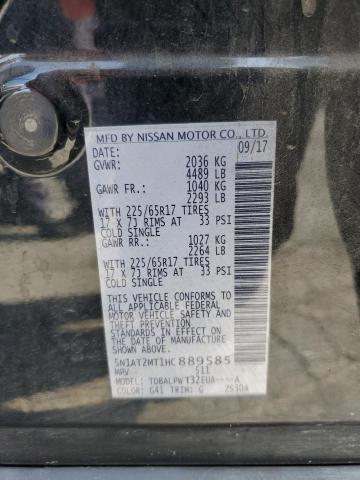 MFD BY NISSAN MOTOR CO., LTD.
DATE: 09/17
GVWR: 2036 KG
4489 LB
GAWR FR: 1040 KG
2293 LB
WITH 225/65R17 TIRES
17 X 7J RIMS AT 33 PSI
COLD SINGLE
GAWR RR: 1027 KG
2264 LB
WITH 225/65R17 TIRES
17 X 7J RIMS AT 33 PSI
COLD SINGLE
THIS VEHICLE CONFORMS TO
ALL APPLICABLE FEDERAL
MOTOR VEHICLE SAFETY AND
THEFT PREVENTION
STANDARDS IN EFFECT ON
THE DATE OF MANUFACTURE
SHOWN ABOVE.
5N1AT2MT1HC889585
MPV 511
MODEL:
COLOR: G41 TRIM: G 2530A